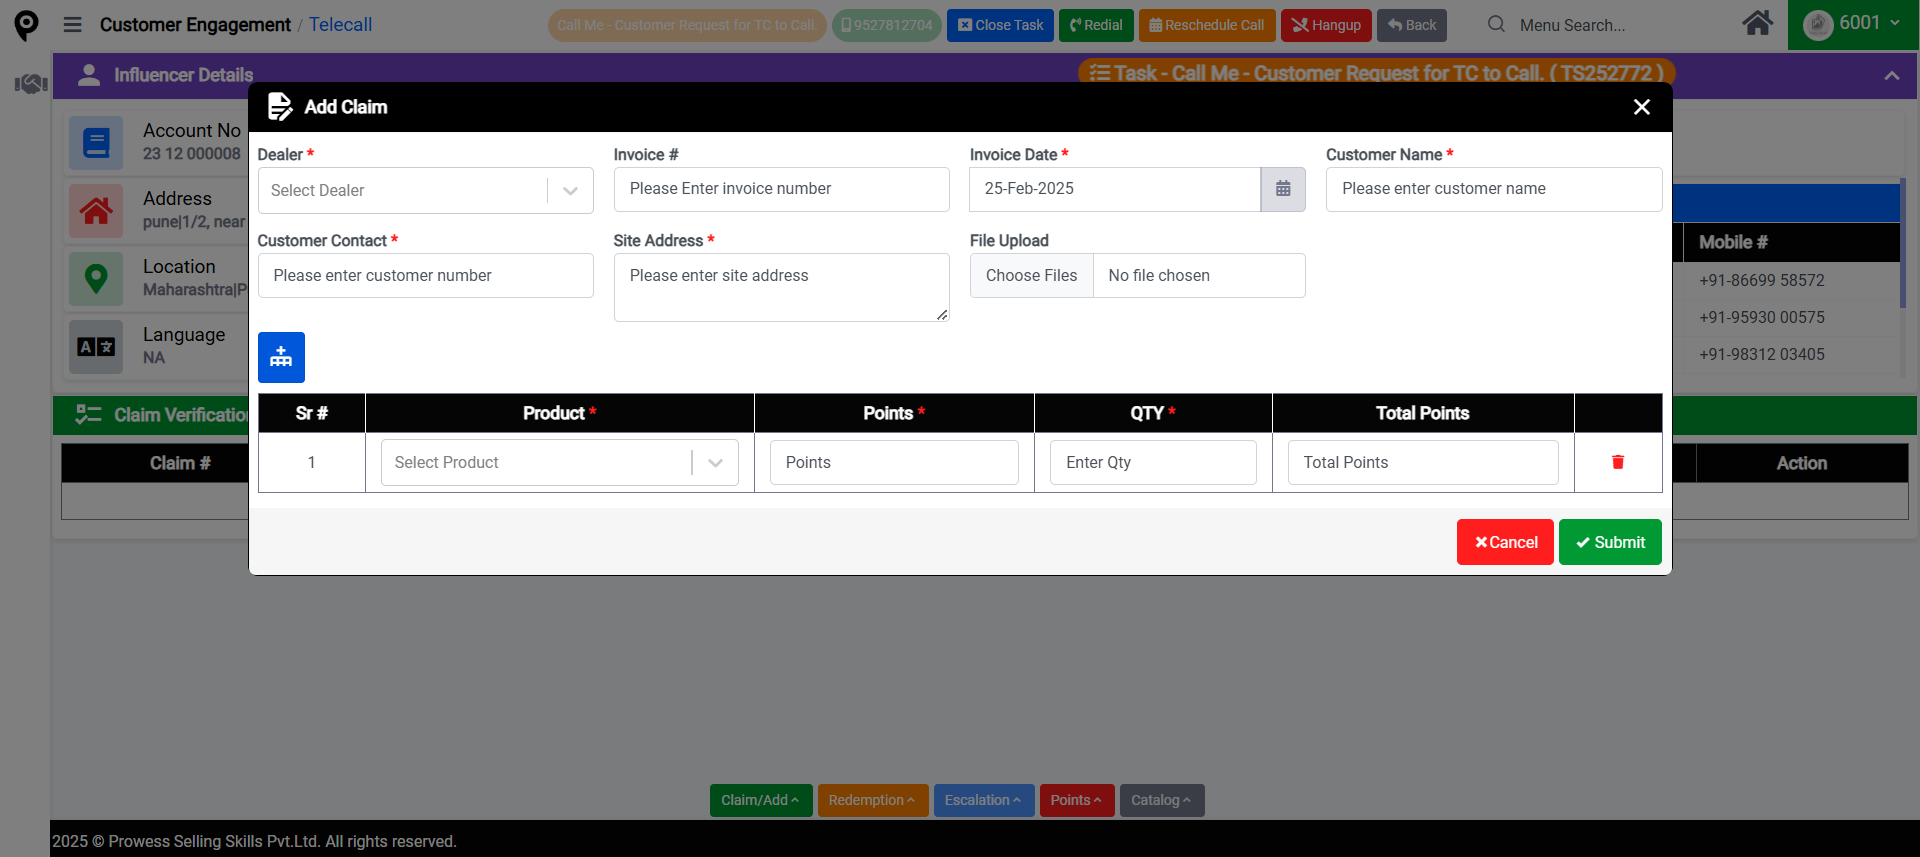 Customer Engagement / Telecall
Call Me - Customer Request for TC to Call.
9527812704
Close Task
Redial
Reschedule Call
Hangup
Back
Menu Search...
6001
Influencer Details
Task - Call Me - Customer Request for TC to Call. ( TS252772 )
Add Claim
Account No
23 12 000008
Address
pune|1/2, near
Location
Maharashtra|P
Language
NA
Dealer *
Select Dealer
Invoice #
Please Enter invoice number
Invoice Date *
25-Feb-2025
Customer Name *
Please enter customer name
Customer Contact *
Please enter customer number
Site Address *
Please enter site address
File Upload
Choose Files No file chosen
Mobile #
+91-86699 58572
+91-95930 00575
+91-98312 03405
Sr # Product * Points * QTY * Total Points
1 Select Product Points Enter Qty Total Points
Cancel Submit
Claim Verification
Claim # Action
Claim/Add Redemption Escalation Points Catalog
2025 © Prowess Selling Skills Pvt.Ltd. All rights reserved.